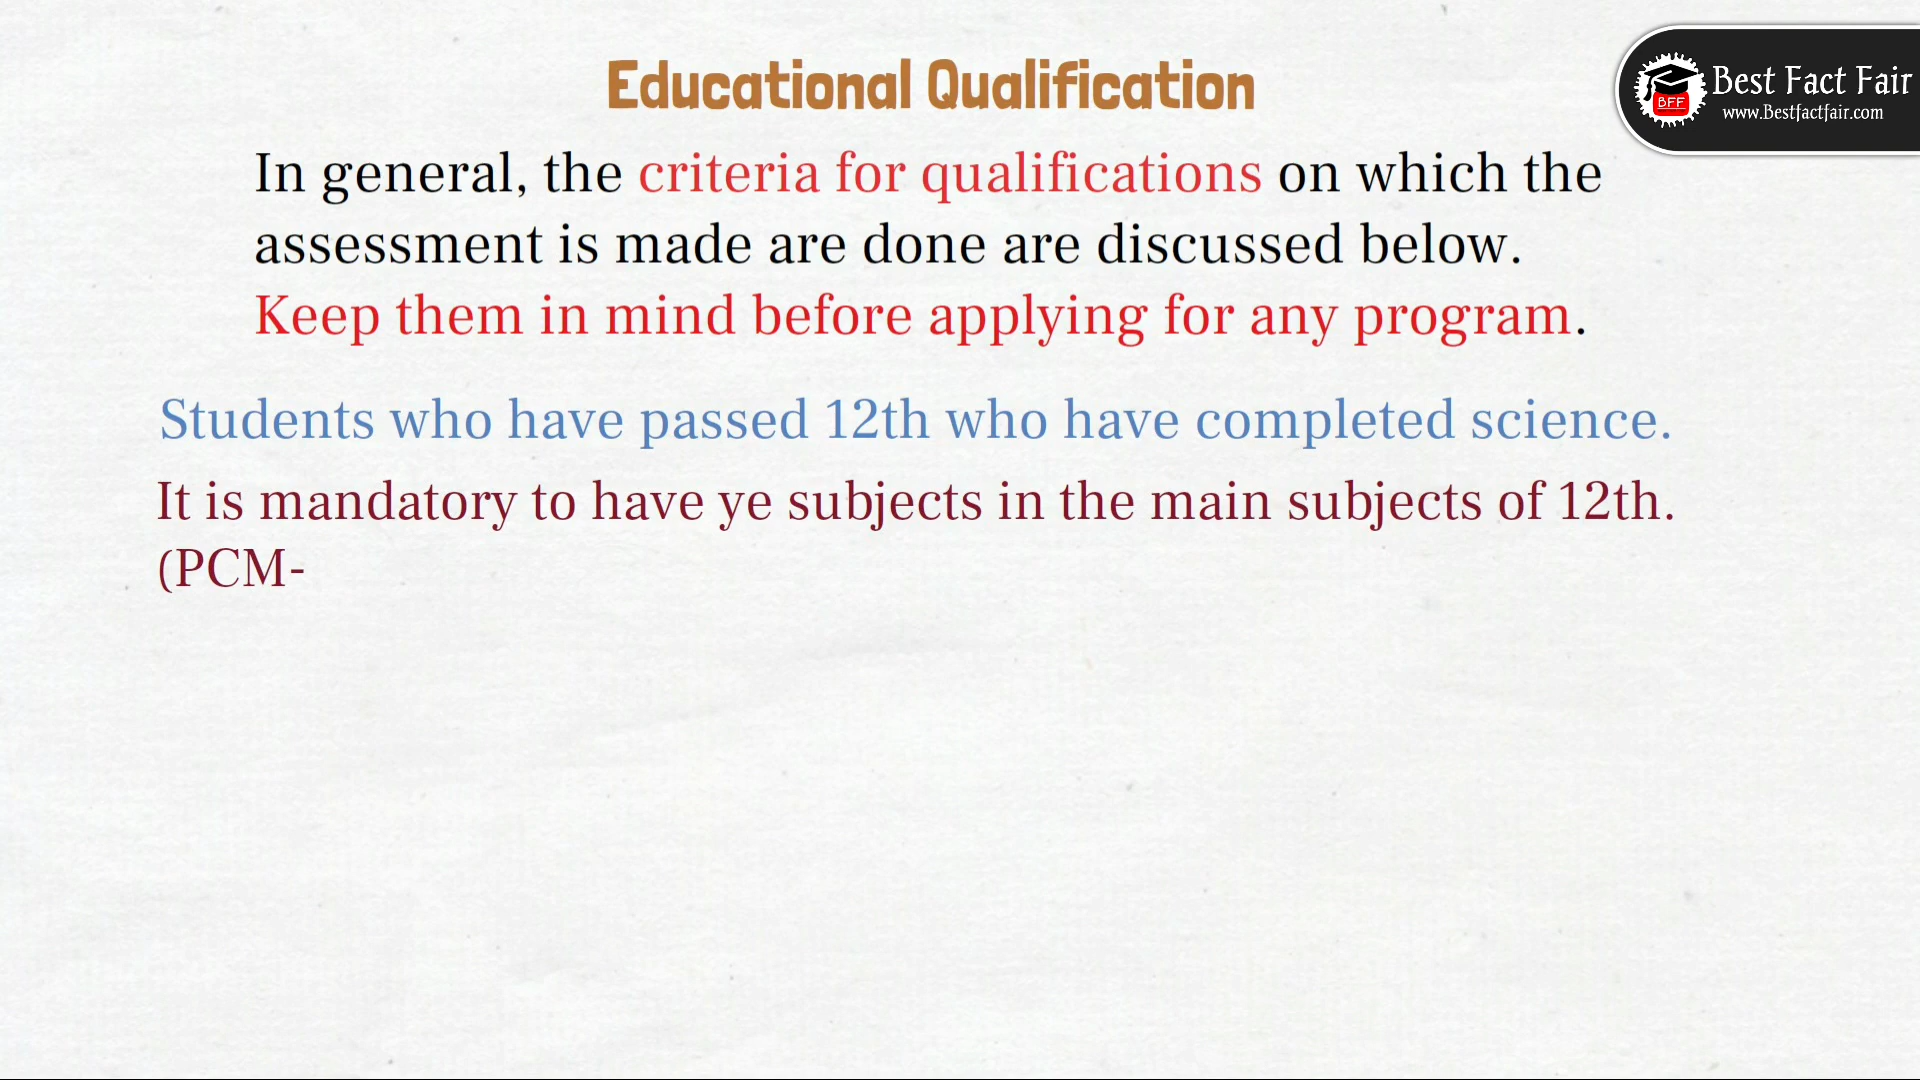 Educational Qualification
Best Fact Fair
BFF
www.Bestfactfair.com
In general, the criteria for qualifications on which the
assessment is made are done are discussed below.
Keep them in mind before applying for any program.
Students who have passed 12th who have completed science.
It is mandatory to have ye subjects in the main subjects of 12th.
(PCM-